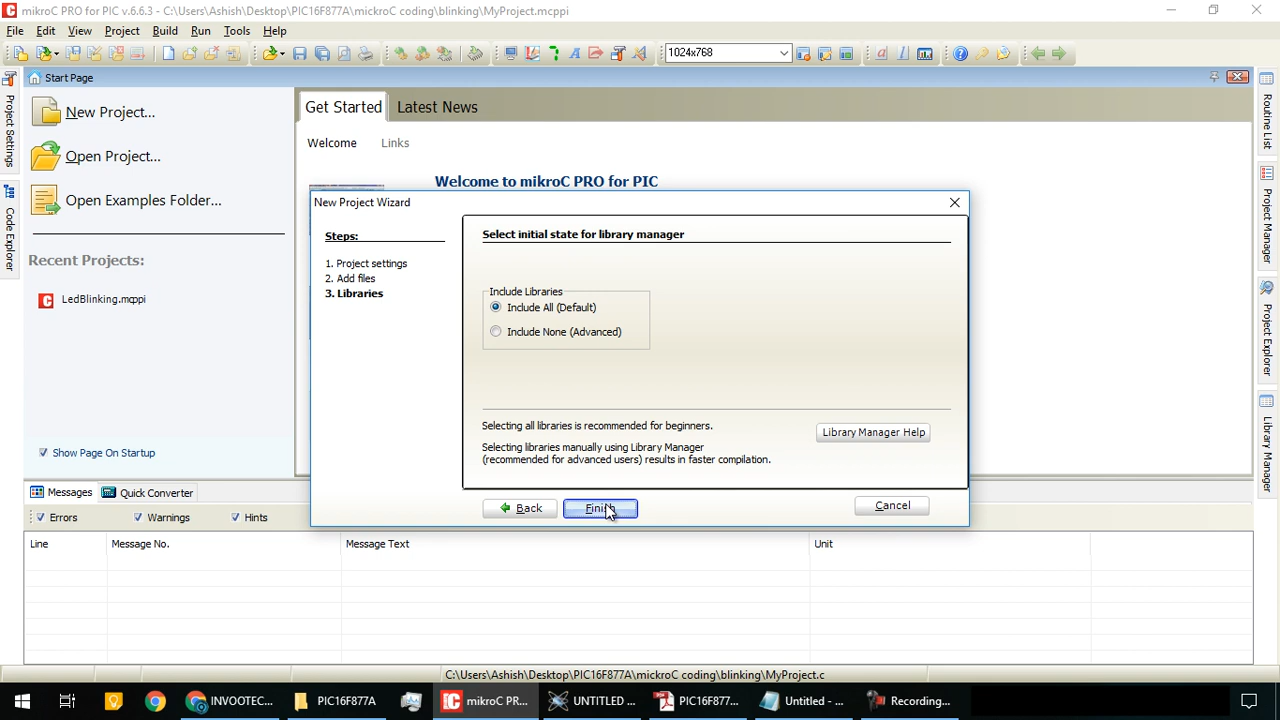 mikroC PRO for PIC v.6.6.3 - C:\Users\Ashish\Desktop\PIC16F877A\mickroC coding\blinking\MyProject.mcppi
File Edit View Project Build Run Tools Help
1024x768
Start Page
Project Settings
Code Explorer
New Project...
Open Project...
Open Examples Folder...
Recent Projects:
LedBlinking.mcppi
Show Page On Startup
Get Started Latest News
Welcome Links
Welcome to mikroC PRO for PIC
New Project Wizard
Steps:
1. Project settings
2. Add files
3. Libraries
Select initial state for library manager
Include Libraries
Include All (Default)
Include None (Advanced)
Selecting all libraries is recommended for beginners.
Selecting libraries manually using Library Manager
(recommended for advanced users) results in faster compilation.
Library Manager Help
Back Finish Cancel
Routine List
Project Manager
Project Explorer
Library Manager
Messages Quick Converter
Errors Warnings Hints
Line Message No. Message Text Unit
C:\Users\Ashish\Desktop\PIC16F877A\mickroC coding\blinking\MyProject.c
INVOOTEC... PIC16F877A mikroC PR... UNTITLED ... PIC16F877... Untitled - ... Recording...